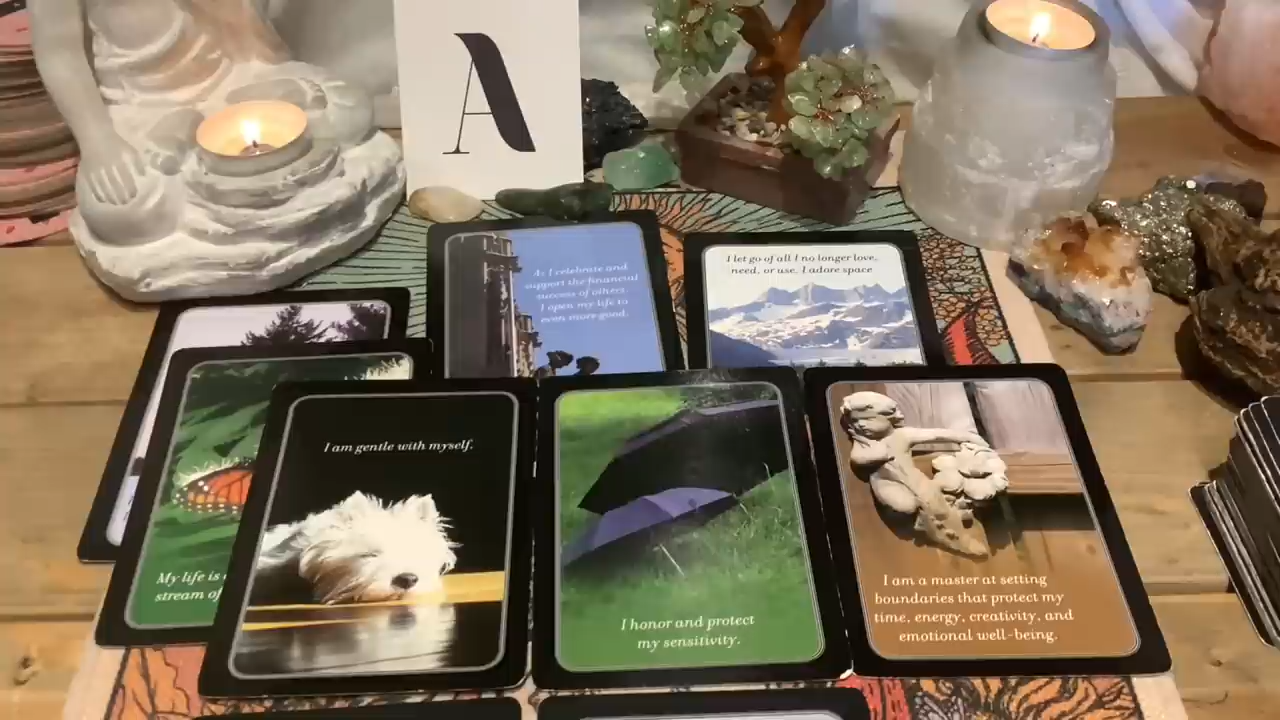 A
As I celebrate and
support the financial
success of others
I open my life to
even more good.
I let go of all I no longer love,
need, or use. I adore space
My life is
stream of
I am gentle with myself.
I honor and protect
my sensitivity.
I am a master at setting
boundaries that protect my
time, energy, creativity, and
emotional well-being.